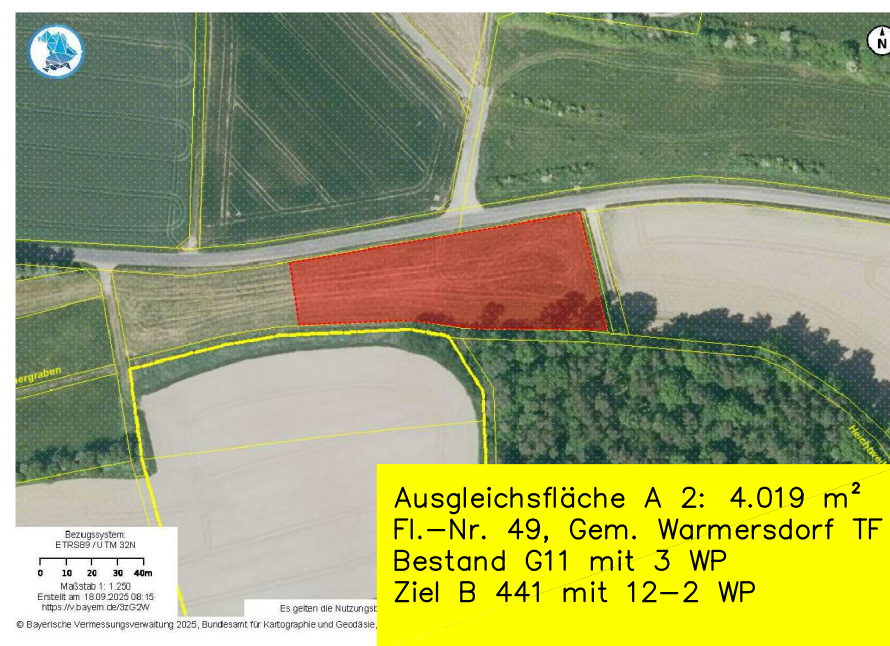 N
ergraben
Heichtwei
Ausgleichsfläche A 2: 4.019 m²
Fl.-Nr. 49, Gem. Warmersdorf TF
Bestand G11 mit 3 WP
Ziel B 441 mit 12-2 WP
Bezugssystem:
ETRS89 / UTM 32N
0 10 20 30 40m
Maßstab 1: 1.250
Erstellt am 18.09.2025 08:15
https://v.bayern.de/3zG2W
Es gelten die Nutzungsb
© Bayerische Vermessungsverwaltung 2025, Bundesamt für Kartographie und Geodäsie,